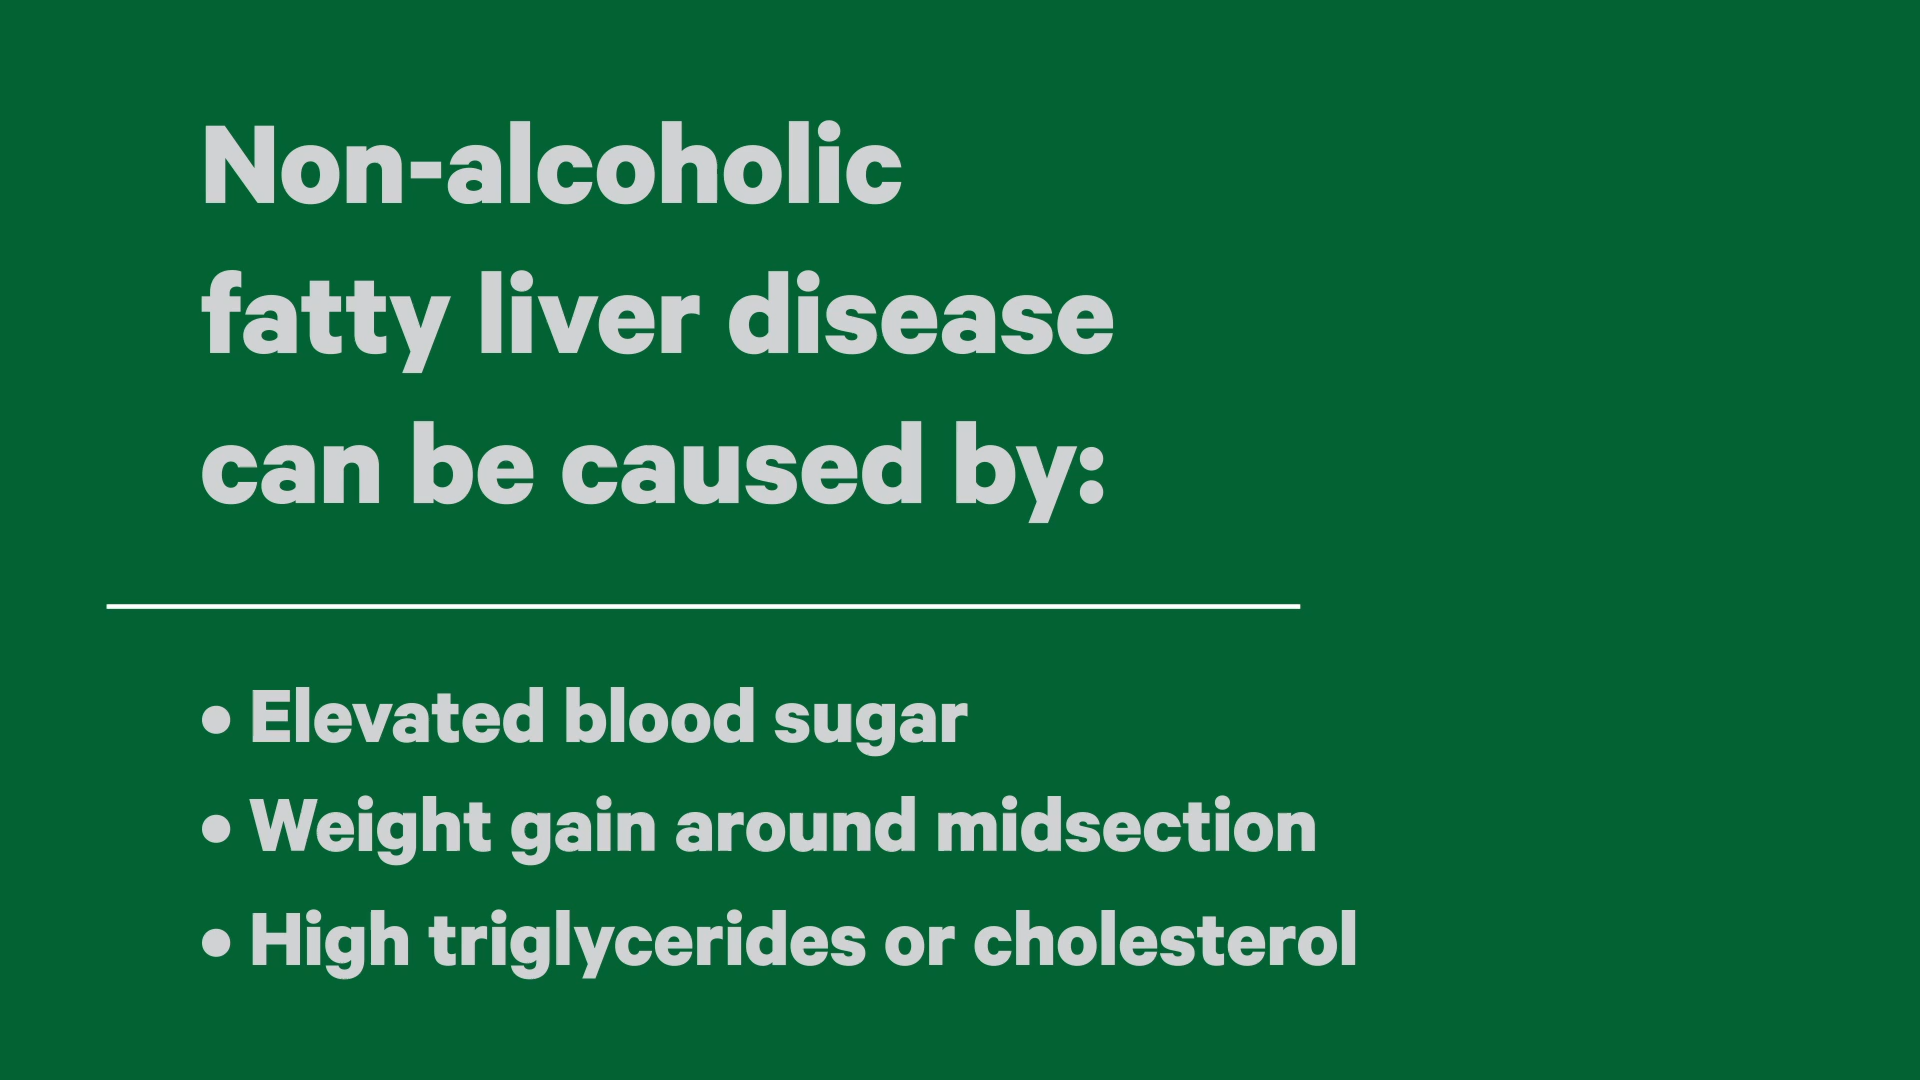 Non-alcoholic
fatty liver disease
can be caused by:
• Elevated blood sugar
• Weight gain around midsection
• High triglycerides or cholesterol